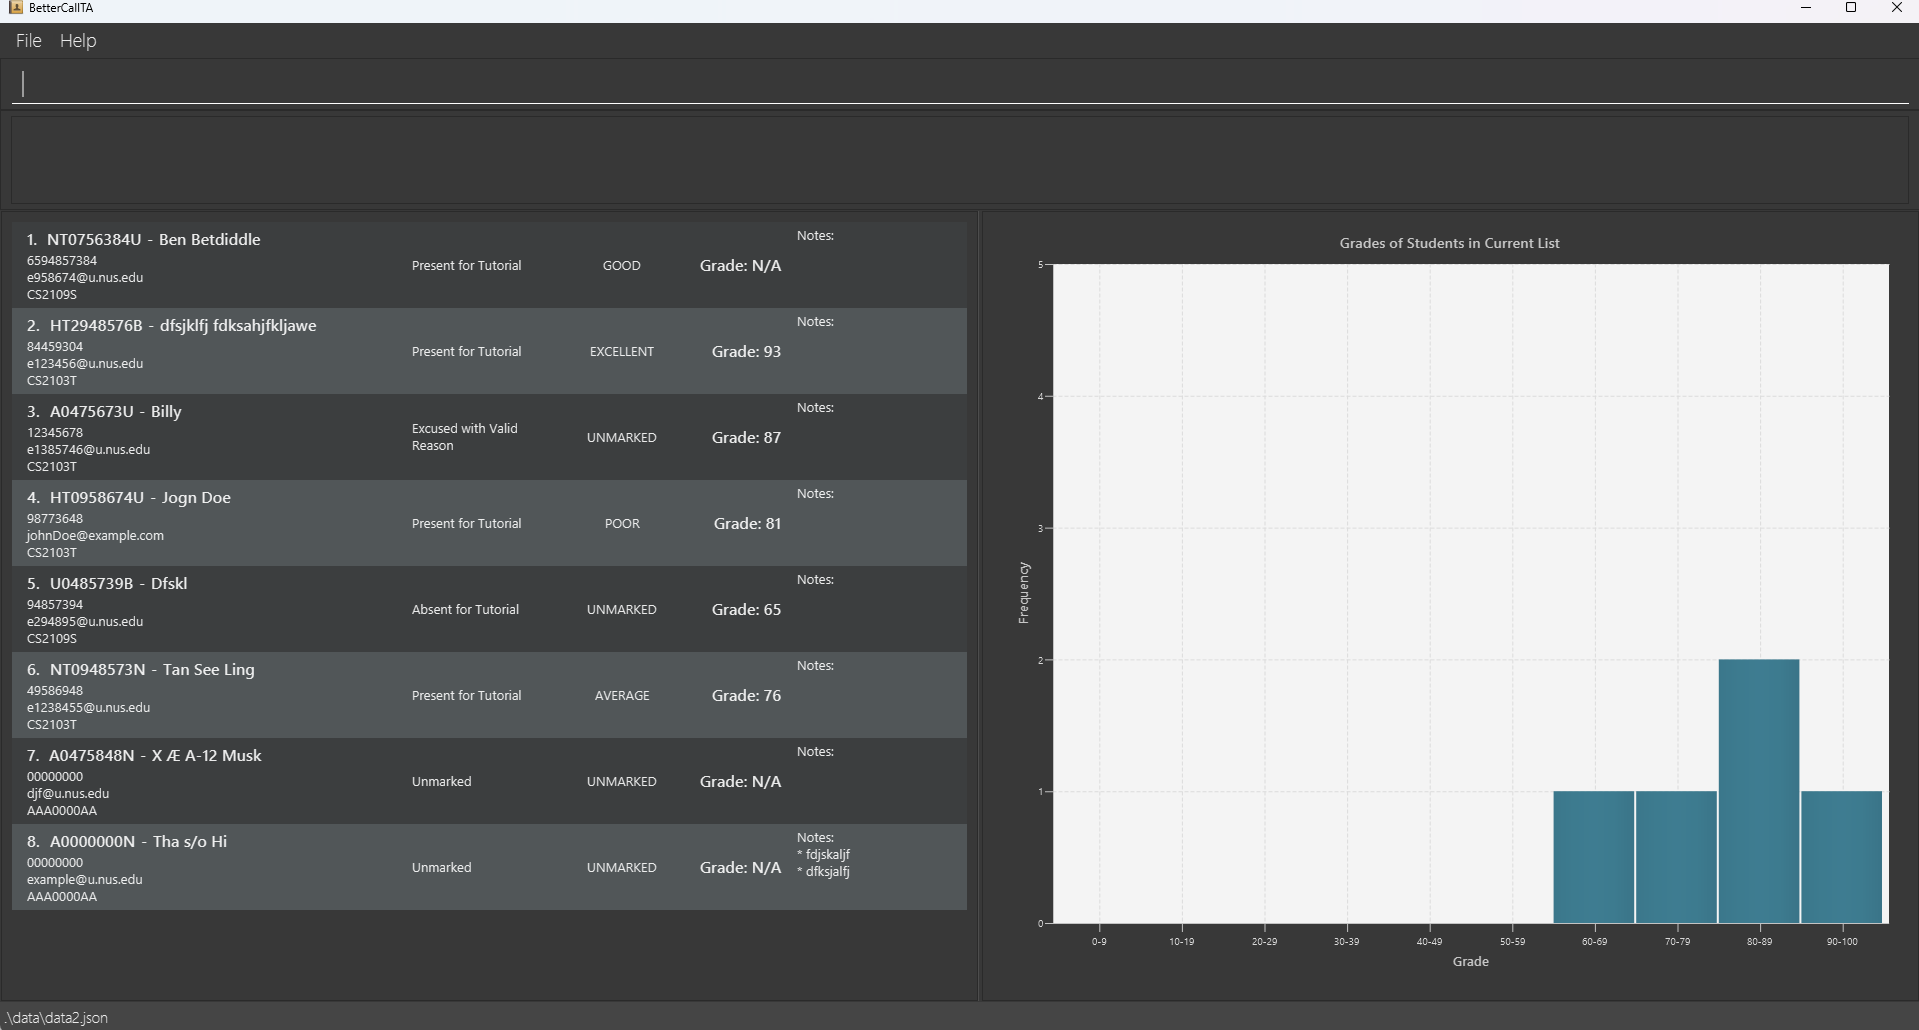 BetterCallTA
File Help
1. NT0756384U - Ben Betdiddle
6594857384
e958674@u.nus.edu
CS2109S
Present for Tutorial
GOOD
Grade: N/A
Notes:
2. HT2948576B - dfsjklfj fdksahjfkljawe
84459304
e123456@u.nus.edu
CS2103T
Present for Tutorial
EXCELLENT
Grade: 93
Notes:
3. A0475673U - Billy
12345678
e1385746@u.nus.edu
CS2103T
Excused with Valid
Reason
UNMARKED
Grade: 87
Notes:
4. HT0958674U - Jogn Doe
98773648
johnDoe@example.com
CS2103T
Present for Tutorial
POOR
Grade: 81
Notes:
5. U0485739B - Dfskl
94857394
e294895@u.nus.edu
CS2109S
Absent for Tutorial
UNMARKED
Grade: 65
Notes:
6. NT0948573N - Tan See Ling
49586948
e1238455@u.nus.edu
CS2103T
Present for Tutorial
AVERAGE
Grade: 76
Notes:
7. A0475848N - X Æ A-12 Musk
00000000
djf@u.nus.edu
AAA0000AA
Unmarked
UNMARKED
Grade: N/A
Notes:
8. A0000000N - Tha s/o Hi
00000000
example@u.nus.edu
AAA0000AA
Unmarked
UNMARKED
Grade: N/A
Notes:
* fdjskaljf
* dfksjalfj
Grades of Students in Current List
5
4
3
2
1
0
Frequency
0-9 10-19 20-29 30-39 40-49 50-59 60-69 70-79 80-89 90-100
Grade
.\data\data2.json